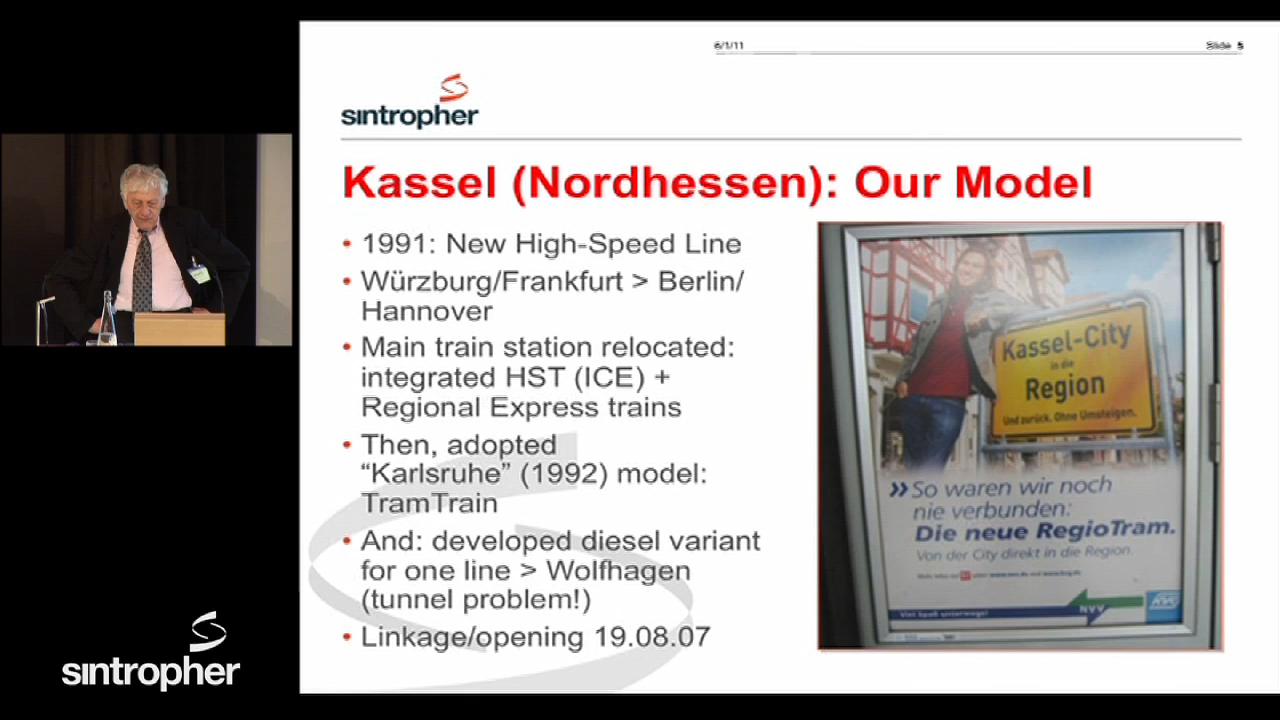 6/1/11
Slide 5
sintropher
Kassel (Nordhessen): Our Model
• 1991: New High-Speed Line
• Würzburg/Frankfurt > Berlin/
Hannover
• Main train station relocated:
integrated HST (ICE) +
Regional Express trains
• Then, adopted
“Karlsruhe” (1992) model:
TramTrain
• And: developed diesel variant
for one line > Wolfhagen
(tunnel problem!)
• Linkage/opening 19.08.07
Kassel-City
in die
Region
Und zurück. Ohne Umsteigen.
» So waren wir noch
nie verbunden:
Die neue RegioTram.
Von der City direkt in die Region.
Viel Spaß unterwegs!
NVV
KVG
sintropher